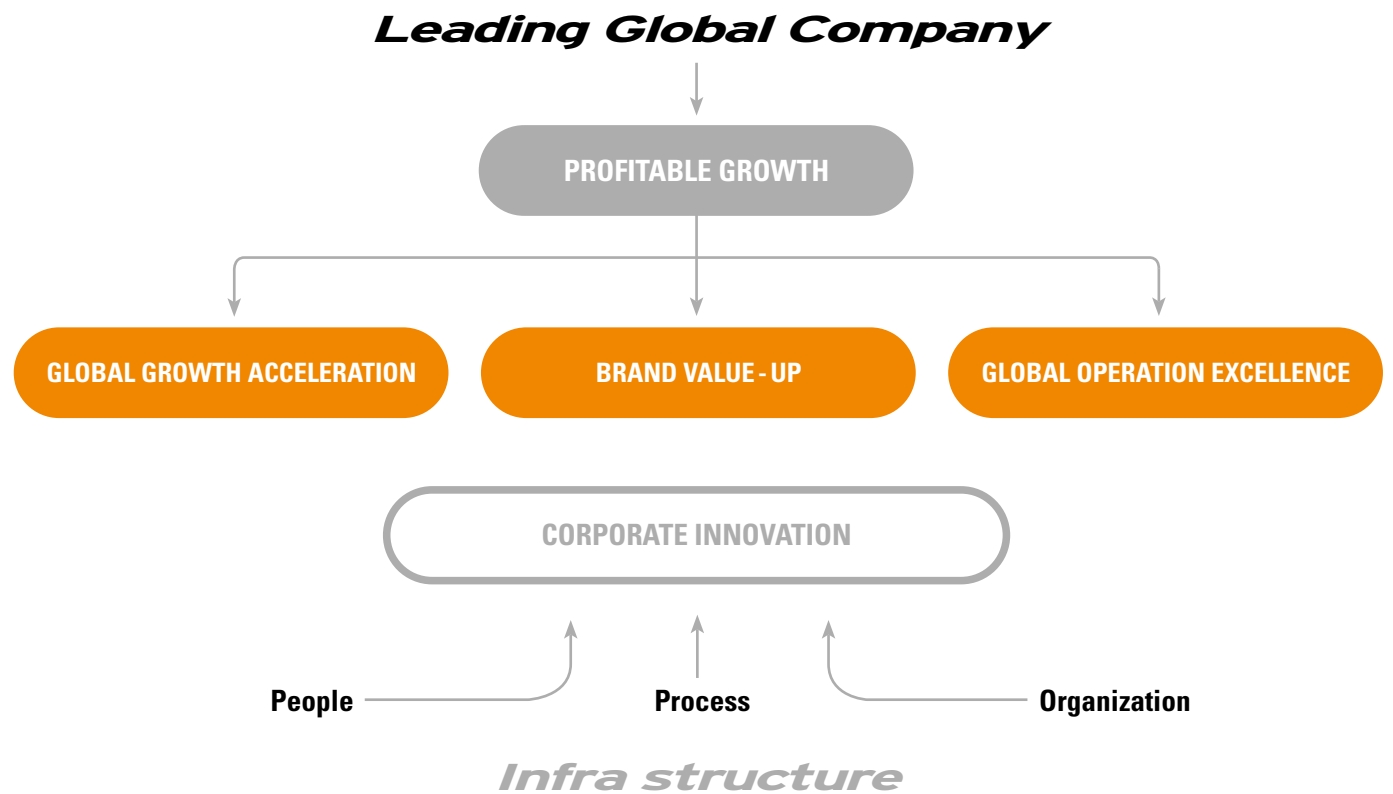 Leading Global Company
PROFITABLE GROWTH
GLOBAL GROWTH ACCELERATION
BRAND VALUE - UP
GLOBAL OPERATION EXCELLENCE
CORPORATE INNOVATION
People
Process
Organization
Infra structure